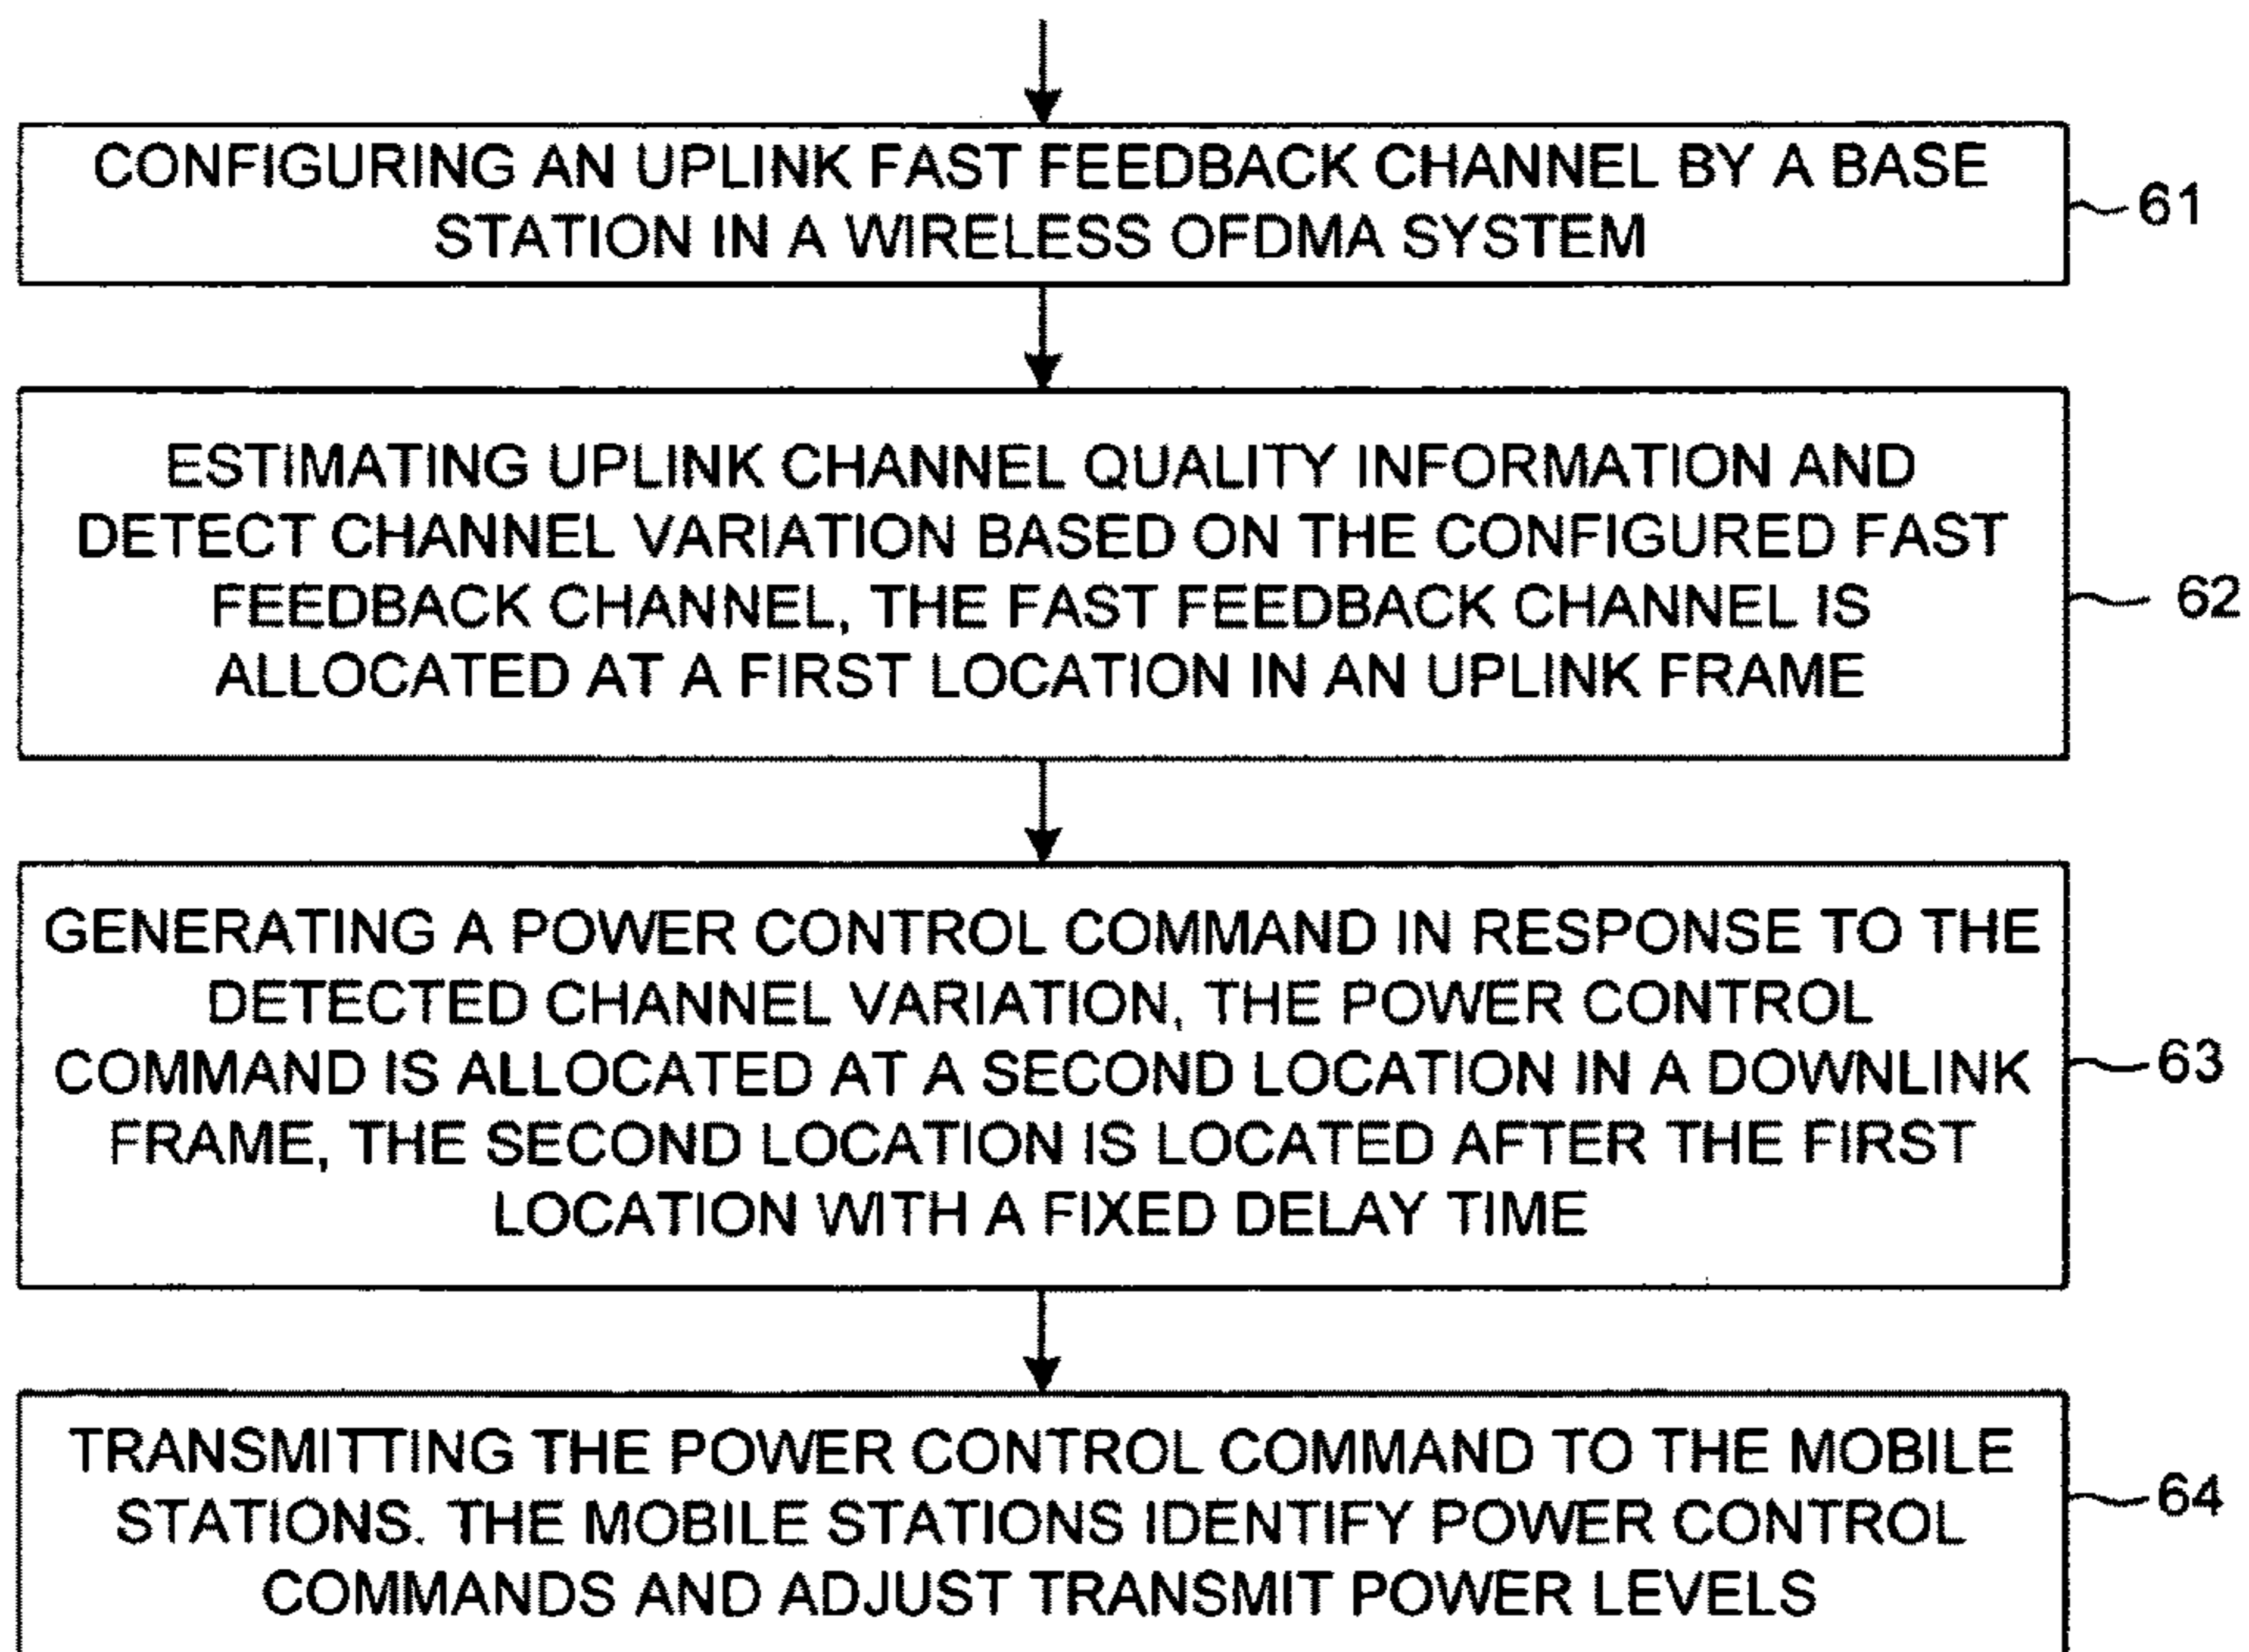 CONFIGURING AN UPLINK FAST FEEDBACK CHANNEL BY A BASE
STATION IN A WIRELESS OFDMA SYSTEM
61
ESTIMATING UPLINK CHANNEL QUALITY INFORMATION AND
DETECT CHANNEL VARIATION BASED ON THE CONFIGURED FAST
FEEDBACK CHANNEL, THE FAST FEEDBACK CHANNEL IS
ALLOCATED AT A FIRST LOCATION IN AN UPLINK FRAME
62
GENERATING A POWER CONTROL COMMAND IN RESPONSE TO THE
DETECTED CHANNEL VARIATION, THE POWER CONTROL
COMMAND IS ALLOCATED AT A SECOND LOCATION IN A DOWNLINK
FRAME, THE SECOND LOCATION IS LOCATED AFTER THE FIRST
LOCATION WITH A FIXED DELAY TIME
63
TRANSMITTING THE POWER CONTROL COMMAND TO THE MOBILE
STATIONS. THE MOBILE STATIONS IDENTIFY POWER CONTROL
COMMANDS AND ADJUST TRANSMIT POWER LEVELS
64